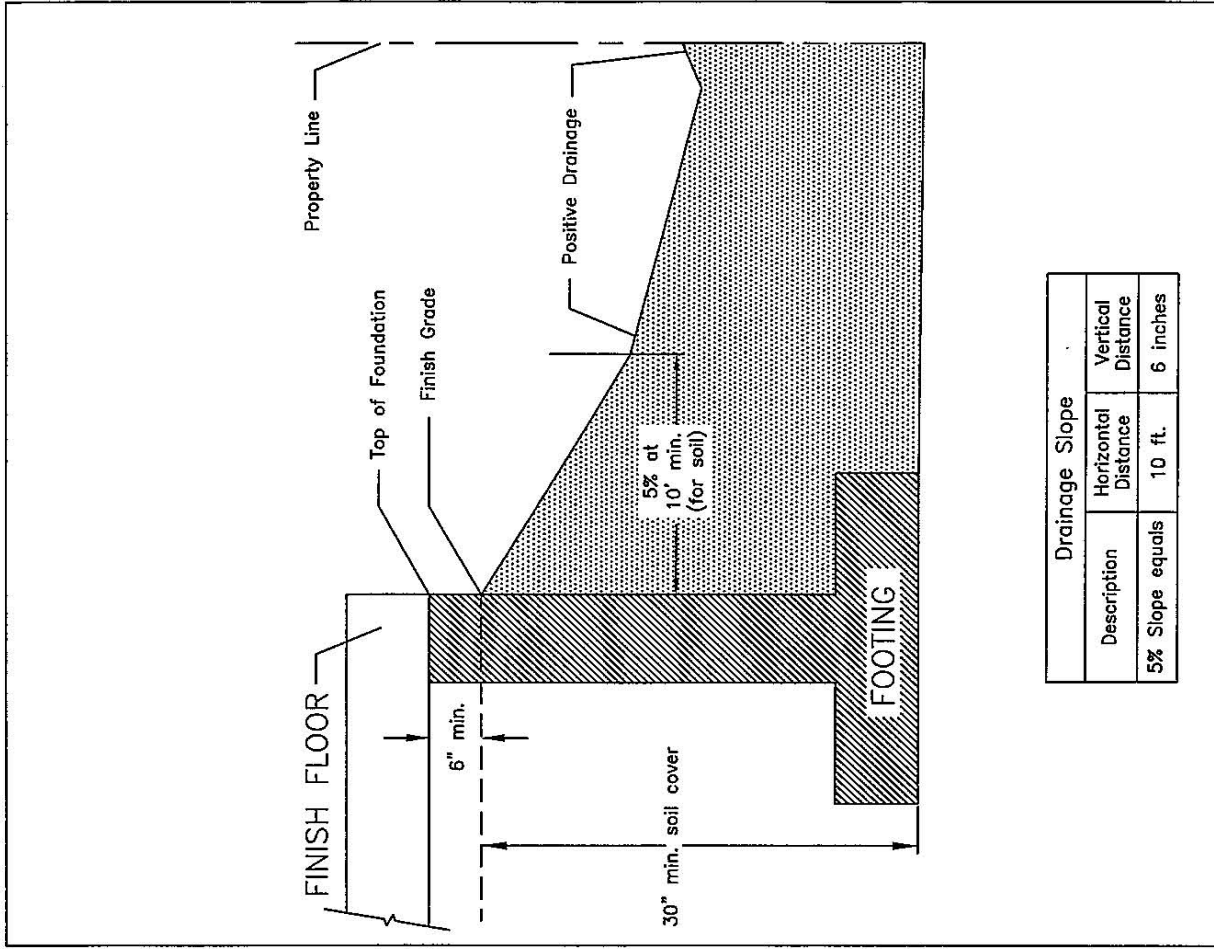 Property Line
Top of Foundation
Finish Grade
FINISH FLOOR
Positive Drainage
6" min.
5% at
10' min.
(for soil)
30" min. soil cover
FOOTING
Drainage Slope
Description
Horizontal
Distance
Vertical
Distance
5% Slope equals
10 ft.
6 inches